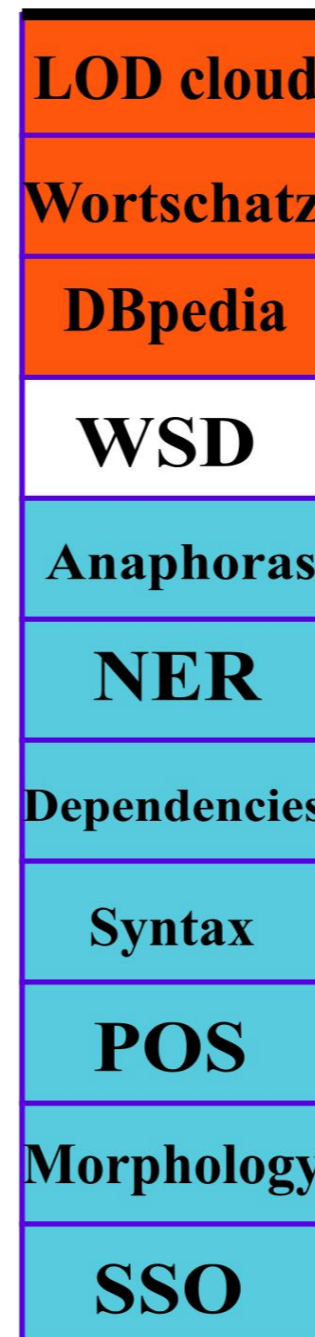 LOD cloud
Wortschatz
DBpedia
WSD
Anaphoras
NER
Dependencies
Syntax
POS
Morphology
SSO